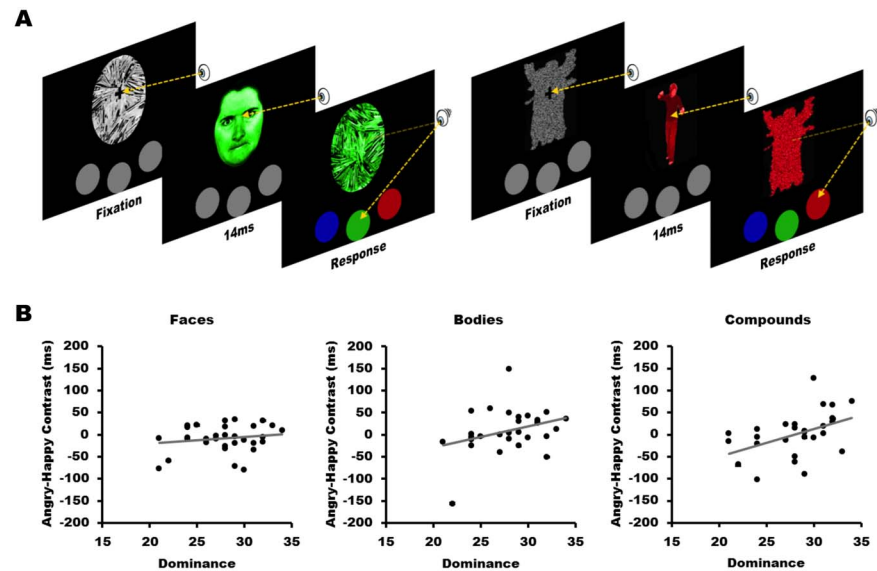 A
Fixation
14ms
Response
Fixation
14ms
Response
B
Faces
Bodies
Compounds
Angry-Happy Contrast (ms)
200
150
100
50
0
-50
-100
-150
-200
15
20
25
30
35
Dominance
Angry-Happy Contrast (ms)
200
150
100
50
0
-50
-100
-150
-200
15
20
25
30
35
Dominance
Angry-Happy Contrast (ms)
200
150
100
50
0
-50
-100
-150
-200
15
20
25
30
35
Dominance